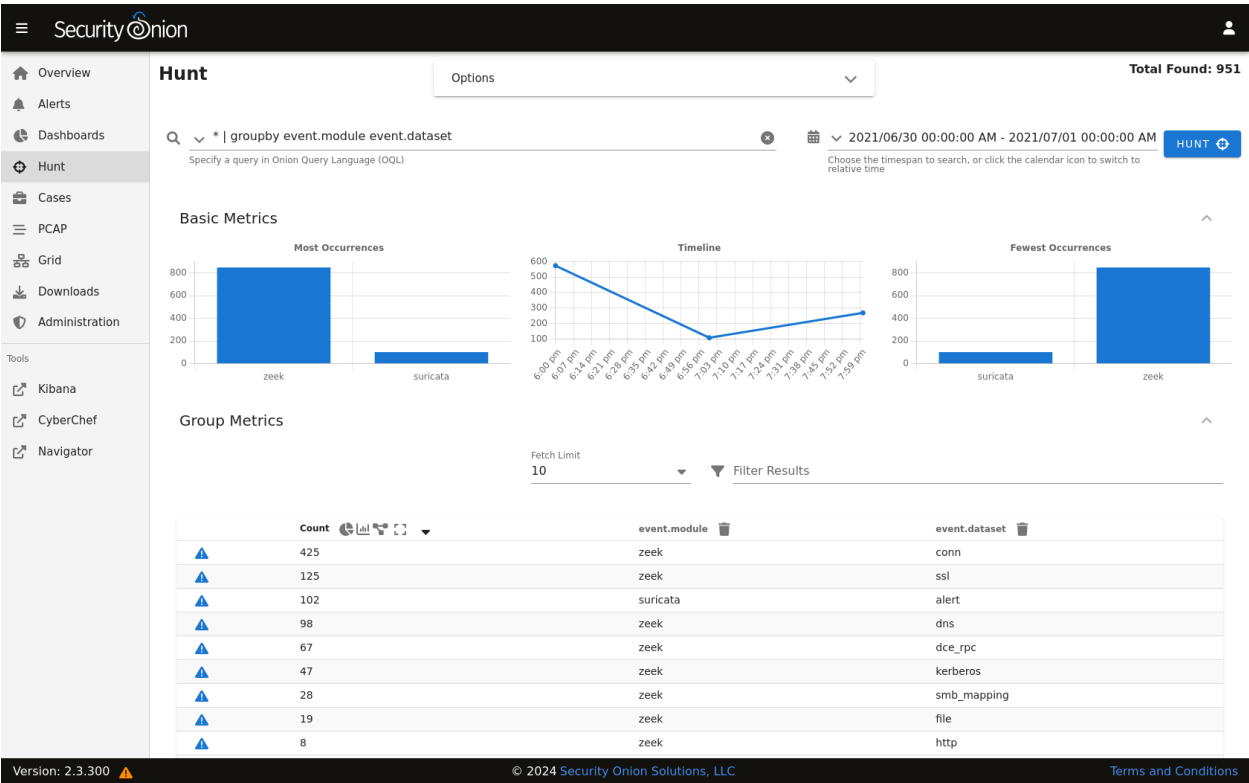 Security Onion
Overview
Alerts
Dashboards
Hunt
Cases
PCAP
Grid
Downloads
Administration
Tools
Kibana
CyberChef
Navigator
Hunt
Options
Total Found: 951
* | groupby event.module event.dataset
Specify a query in Onion Query Language (OQL)
2021/06/30 00:00:00 AM - 2021/07/01 00:00:00 AM
Choose the timespan to search, or click the calendar icon to switch to
relative time
HUNT
Basic Metrics
Most Occurrences
800
600
400
200
0
zeek
suricata
Timeline
600
500
400
300
200
100
6:00 pm
6:07 pm
6:14 pm
6:21 pm
6:28 pm
6:35 pm
6:42 pm
6:49 pm
6:56 pm
7:03 pm
7:10 pm
7:17 pm
7:24 pm
7:31 pm
7:38 pm
7:45 pm
7:52 pm
7:59 pm
Fewest Occurrences
800
600
400
200
0
suricata
zeek
Group Metrics
Fetch Limit
10
Filter Results
Count event.module event.dataset
425 zeek conn
125 zeek ssl
102 suricata alert
98 zeek dns
67 zeek dce_rpc
47 zeek kerberos
28 zeek smb_mapping
19 zeek file
8 zeek http
Version: 2.3.300
© 2024 Security Onion Solutions, LLC
Terms and Conditions